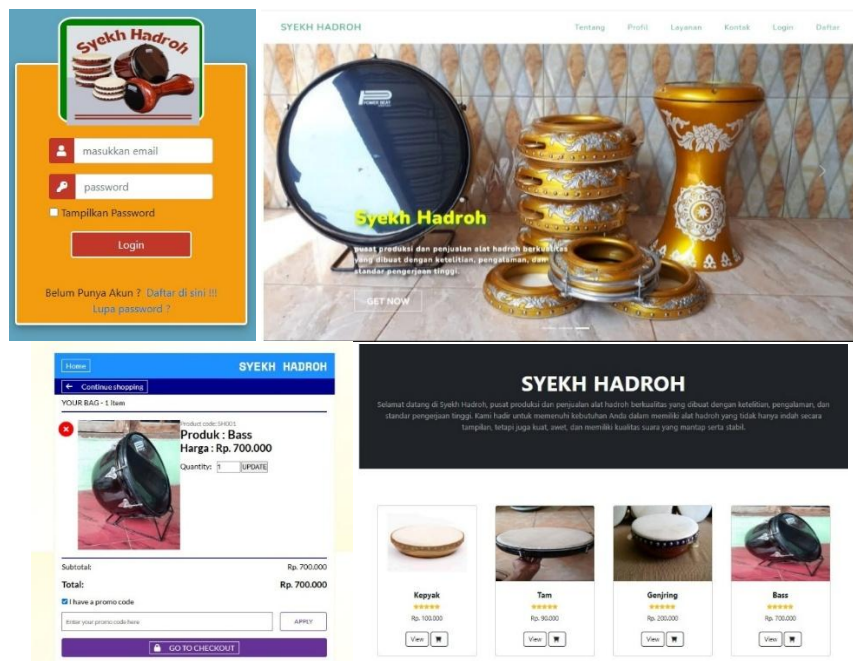 Syekh Hadroh
masukkan email
password
Tampilkan Password
Login
Belum Punya Akun ? Daftar di sini !!!
Lupa password ?
SYEKH HADROH
Tentang
Profil
Layanan
Kontak
Login
Daftar
POWER BEAT
Syekh Hadroh
pusat produksi dan penjualan alat hadroh berkualitas
yang dibuat dengan ketelitian, pengalaman, dan
standar pengerjaan tinggi.
GET NOW
Home
SYEKH HADROH
← Continue shopping
YOUR BAG - 1 Item
Product code: SH001
Produk : Bass
Harga : Rp. 700.000
Quantity: 1 UPDATE
Subtotal: Rp. 700.000
Total: Rp. 700.000
I have a promo code
Enter your promo code here
APPLY
GO TO CHECKOUT
SYEKH HADROH
Selamat datang di Syekh Hadroh, pusat produksi dan penjualan alat hadroh berkualitas yang dibuat dengan ketelitian, pengalaman, dan
standar pengerjaan tinggi. Kami hadir untuk memenuhi kebutuhan Anda dalam memiliki alat hadroh yang tidak hanya indah secara
tampilan, tetapi juga kuat, awet, dan memiliki kualitas suara yang mantap serta stabil.
Kepyak
Rp. 100.000
View
Tam
Rp. 90.000
View
Genjring
Rp. 200.000
View
Bass
Rp. 700.000
View